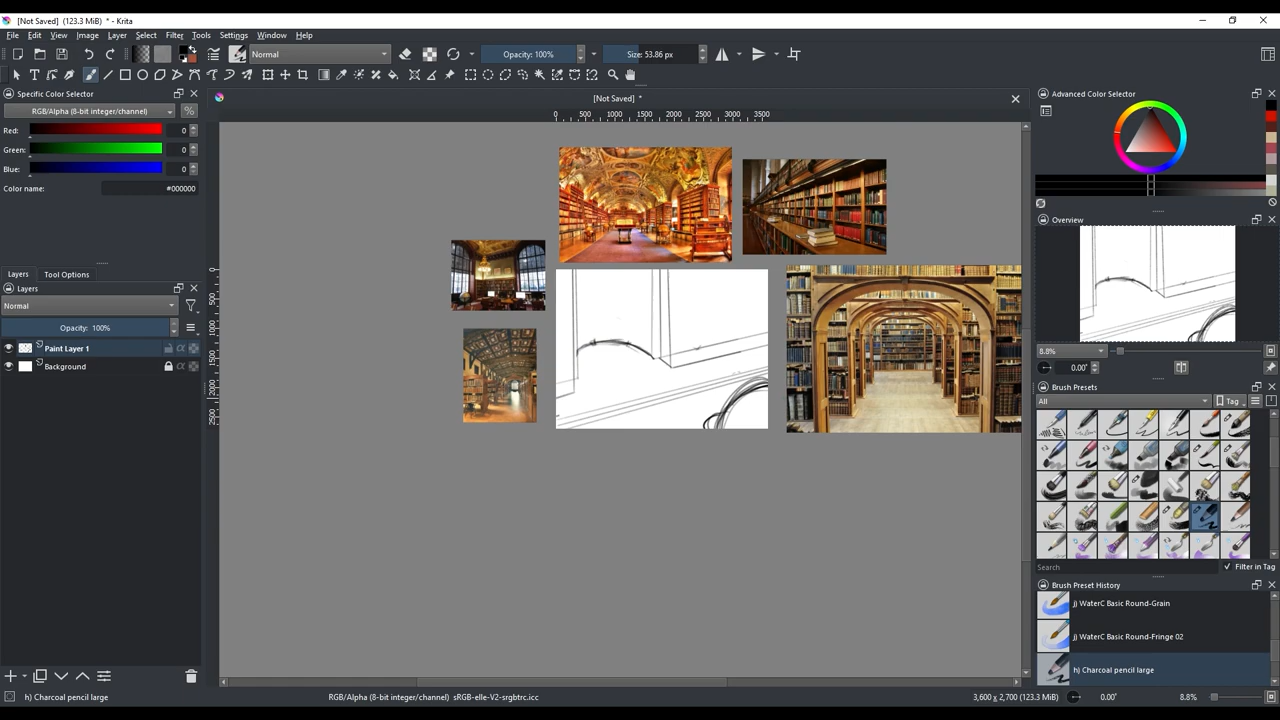 [Not Saved] (123.3 MiB) * - Krita
File Edit View Image Layer Select Filter Tools Settings Window Help
Normal
Opacity: 100%
Size: 53.86 px
Specific Color Selector
RGB/Alpha (8-bit integer/channel)
%
Red: 0
Green: 0
Blue: 0
Color name: #000000
Layers Tool Options
Layers
Normal
Opacity: 100%
Paint Layer 1
Background
[Not Saved] *
0 500 1000 1500 2000 2500 3000 3500
0
500
1000
1500
2000
2500
Advanced Color Selector
Overview
8.8%
0.00°
Brush Presets
All
Tag
Search
Filter in Tag
Brush Preset History
j) WaterC Basic Round-Grain
j) WaterC Basic Round-Fringe 02
h) Charcoal pencil large
h) Charcoal pencil large
RGB/Alpha (8-bit integer/channel) sRGB-elle-V2-srgbtrc.icc
3,600 x 2,700 (123.3 MiB)
0.00°
8.8%